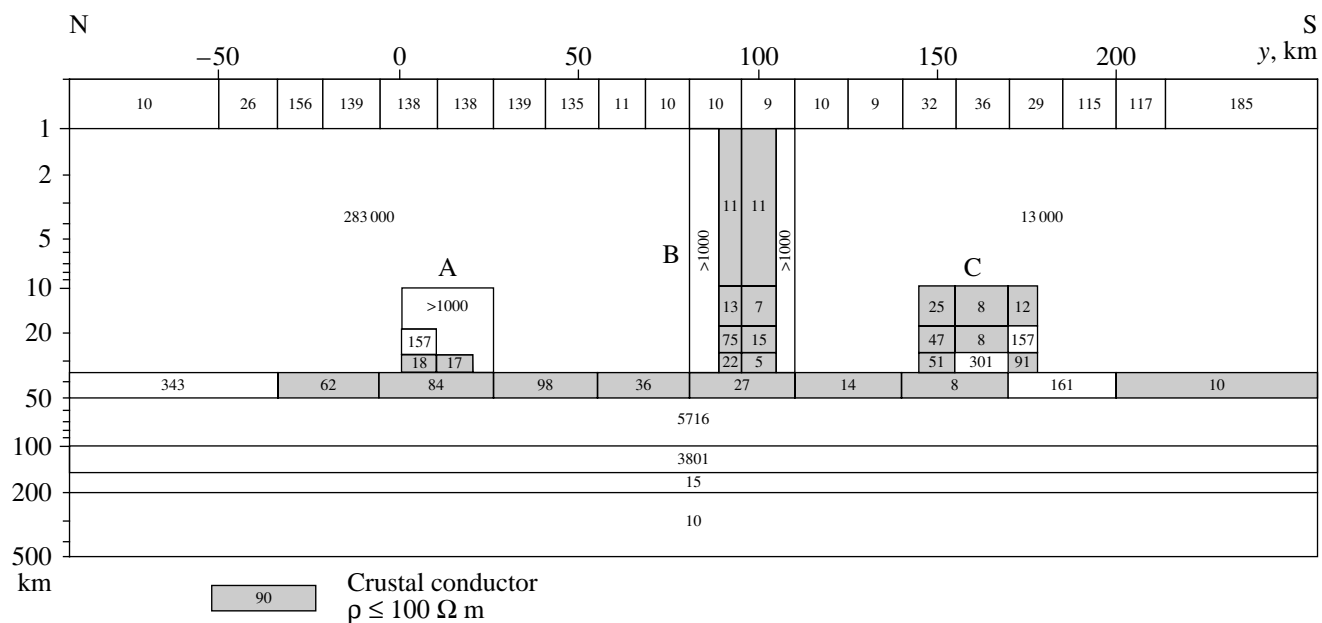 N S
−50 0 50 100 150 200 y, km
10 26 156 139 138 138 139 135 11 10 10 9 10 9 32 36 29 115 117 185
1
2
283 000 >1000 11 11 >1000 13 000
5
A B C
10
>1000 13 7 25 8 12
20
157 75 15 47 8 157
18 17 22 5 51 301 91
343 62 84 98 36 27 14 8 161 10
50
5716
100
3801
15
200
10
500
km
90 Crustal conductor
ρ ≤ 100 Ω m